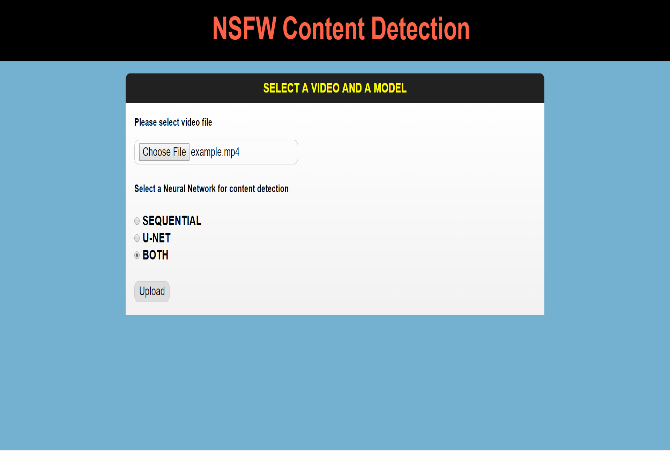 NSFW Content Detection
SELECT A VIDEO AND A MODEL
Please select video file
Choose File example.mp4
Select a Neural Network for content detection
SEQUENTIAL
U-NET
BOTH
Upload